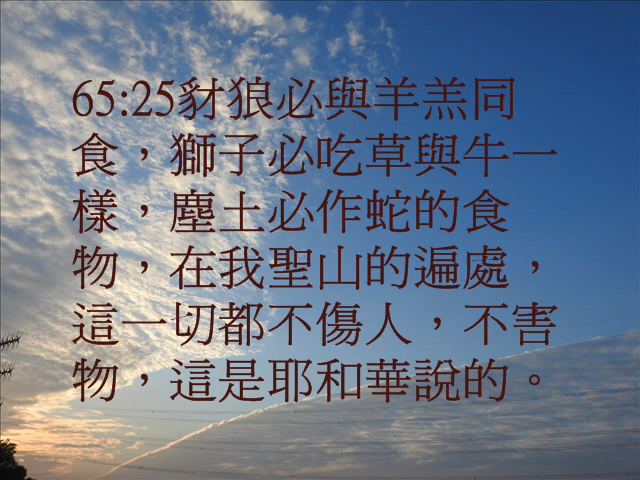 65:25豺狼必與羊羔同
食，獅子必吃草與牛一
樣，塵土必作蛇的食
物，在我聖山的遍處，
這一切都不傷人，不害
物，這是耶和華說的。